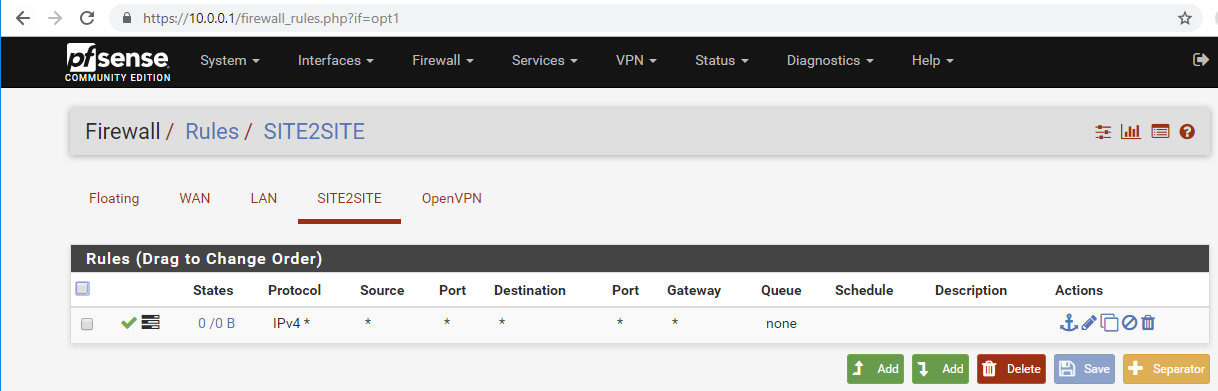 https://10.0.0.1/firewall_rules.php?if=opt1
pfsense
COMMUNITY EDITION
System Interfaces Firewall Services VPN Status Diagnostics Help
Firewall / Rules / SITE2SITE
Floating WAN LAN SITE2SITE OpenVPN
Rules (Drag to Change Order)
States Protocol Source Port Destination Port Gateway Queue Schedule Description Actions
0 /0 B IPv4 * * * * * * none
Add Add Delete Save Separator